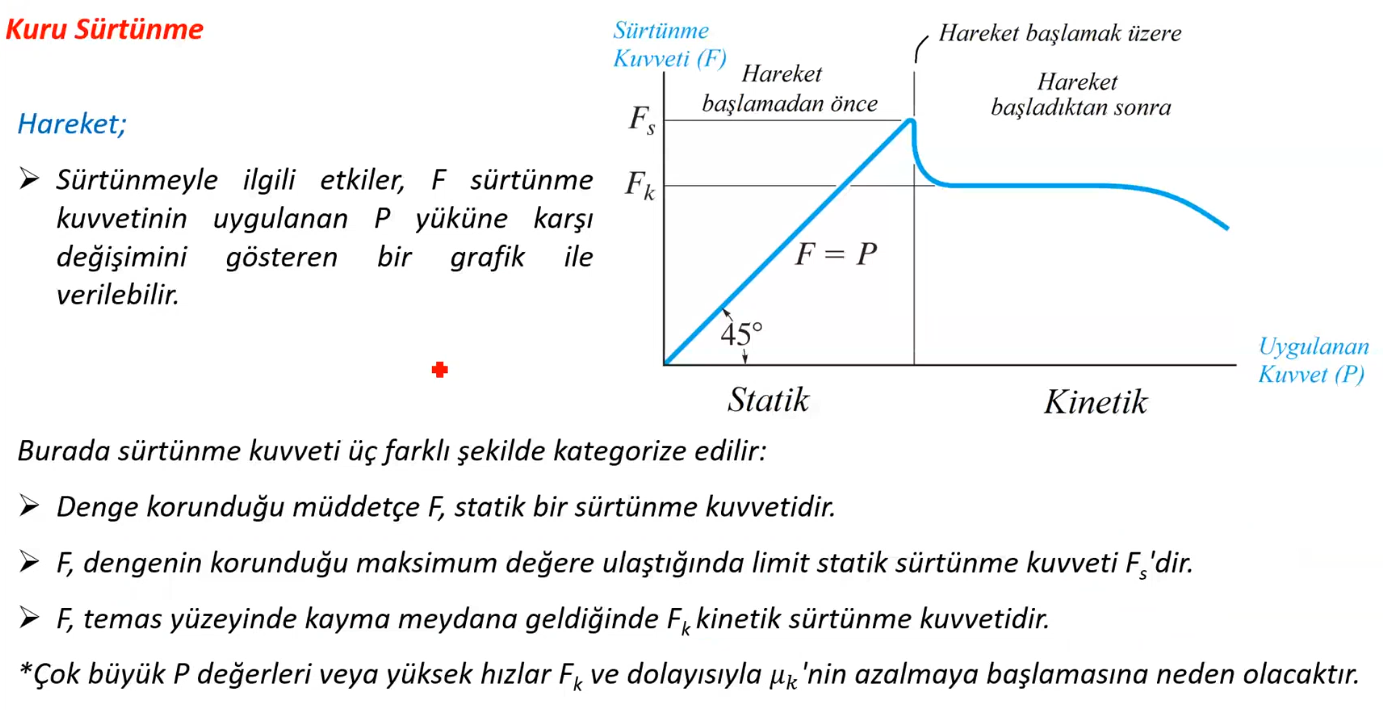 Kuru Sürtünme
Hareket;
➢ Sürtünmeyle ilgili etkiler, F sürtünme
kuvvetinin uygulanan P yüküne karşı
değişimini gösteren bir grafik ile
verilebilir.
Sürtünme
Kuvveti (F)
Hareket
başlamadan önce
Hareket başlamak üzere
Hareket
başladıktan sonra
Fs
Fk
F = P
45°
Uygulanan
Kuvvet (P)
Statik
Kinetik
Burada sürtünme kuvveti üç farklı şekilde kategorize edilir:
➢ Denge korunduğu müddetçe F, statik bir sürtünme kuvvetidir.
➢ F, dengenin korunduğu maksimum değere ulaştığında limit statik sürtünme kuvveti Fs'dir.
➢ F, temas yüzeyinde kayma meydana geldiğinde Fk kinetik sürtünme kuvvetidir.
*Çok büyük P değerleri veya yüksek hızlar Fk ve dolayısıyla μk'nin azalmaya başlamasına neden olacaktır.